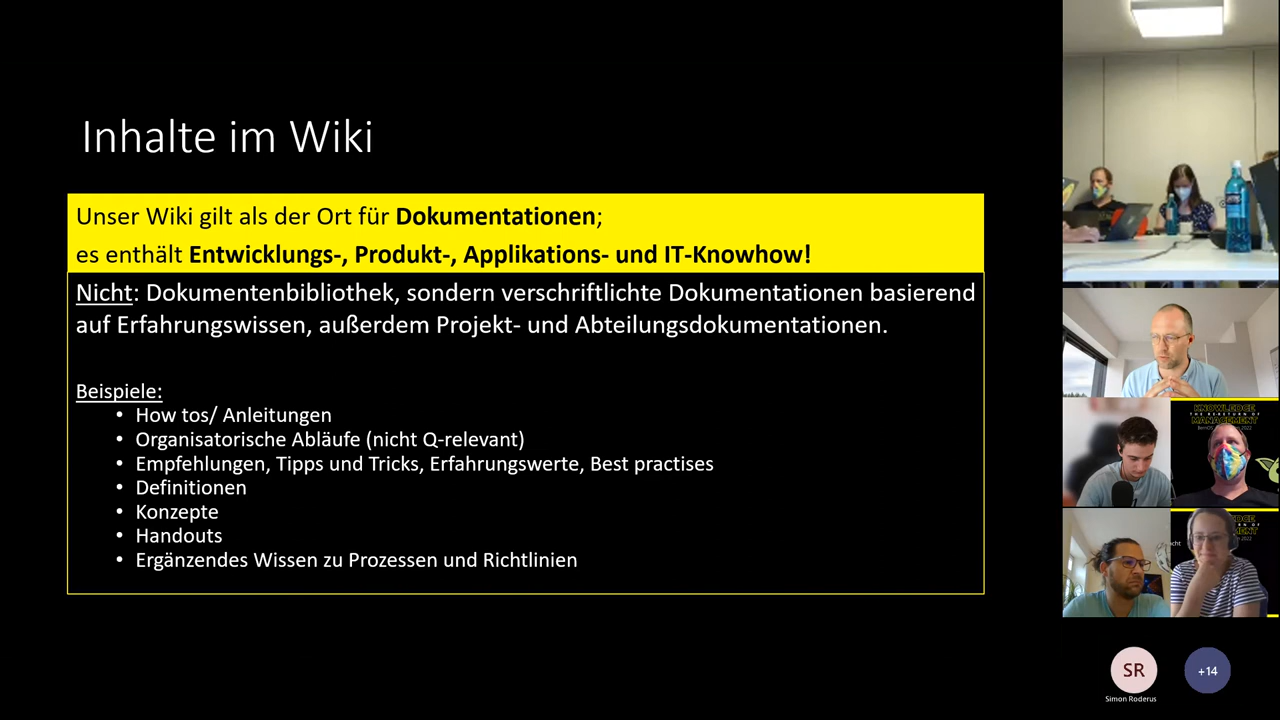 Inhalte im Wiki
Unser Wiki gilt als der Ort für Dokumentationen;
es enthält Entwicklungs-, Produkt-, Applikations- und IT-Knowhow!
Nicht: Dokumentenbibliothek, sondern verschriftlichte Dokumentationen basierend
auf Erfahrungswissen, außerdem Projekt- und Abteilungsdokumentationen.
Beispiele:
• How tos/ Anleitungen
• Organisatorische Abläufe (nicht Q-relevant)
• Empfehlungen, Tipps und Tricks, Erfahrungswerte, Best practises
• Definitionen
• Konzepte
• Handouts
• Ergänzendes Wissen zu Prozessen und Richtlinien
KNOWLEDGE
MANAGEMENT
SR
+14
Simon Roderus